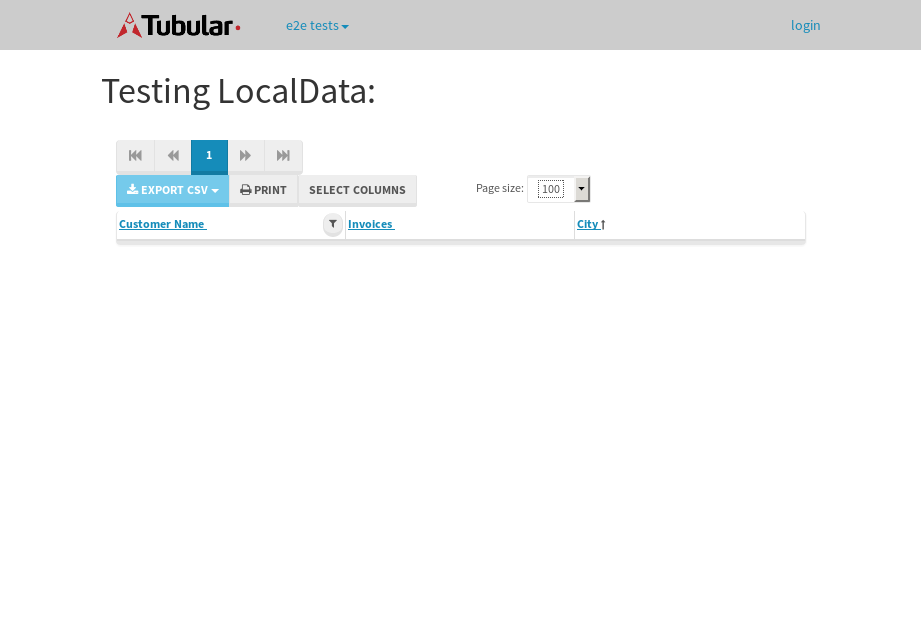 Tubular
e2e tests
login
Testing LocalData:
1
EXPORT CSV
PRINT
SELECT COLUMNS
Page size:
100
Customer Name
Invoices
City